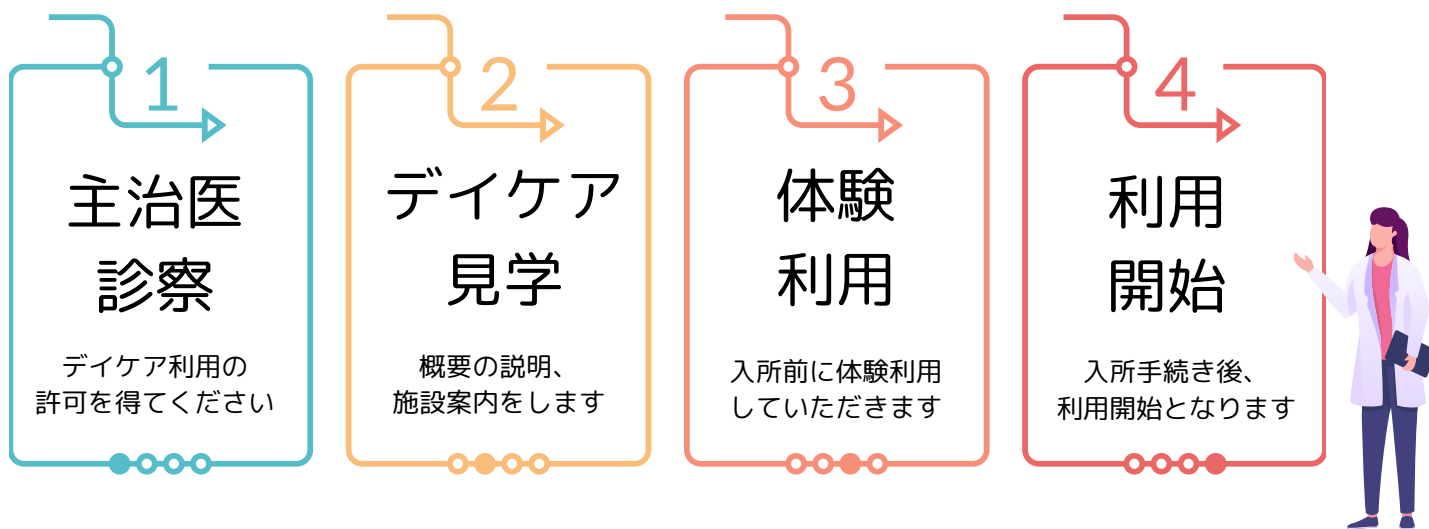 1
主治医
診察
デイケア利用の
許可を得てください
2
デイケア
見学
概要の説明、
施設案内をします
3
体験
利用
入所前に体験利用
していただきます
4
利用
開始
入所手続き後、
利用開始となります